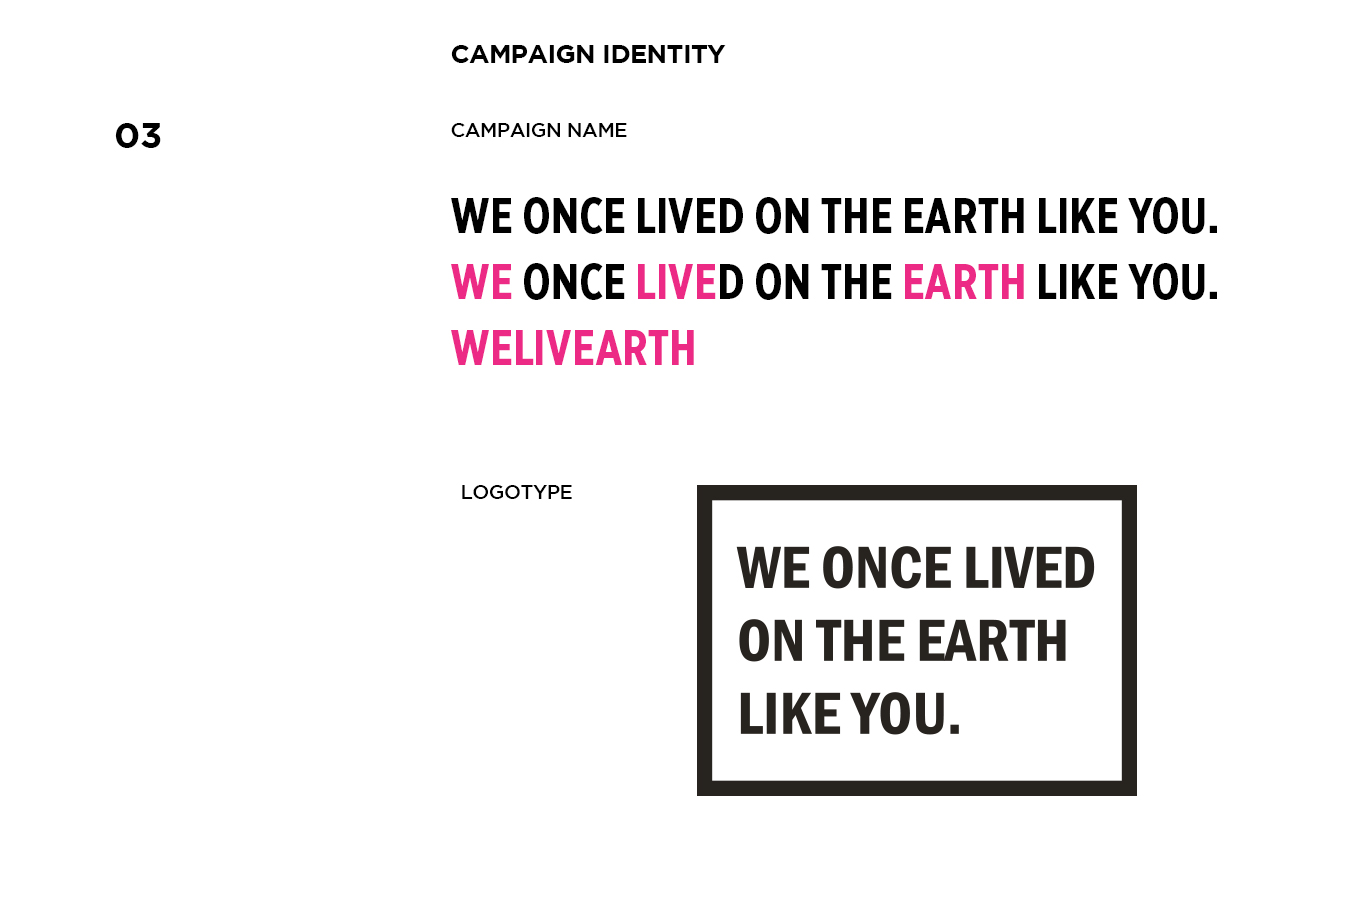 CAMPAIGN IDENTITY
03
CAMPAIGN NAME
WE ONCE LIVED ON THE EARTH LIKE YOU.
WE ONCE LIVED ON THE EARTH LIKE YOU.
WELIVEARTH
LOGOTYPE
WE ONCE LIVED
ON THE EARTH
LIKE YOU.